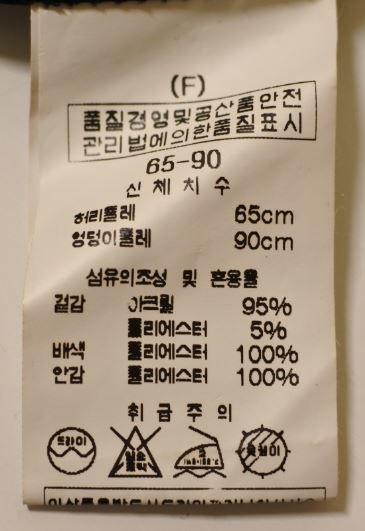 (F)
품질경영및공산품안전
관리법에의한품질표시
65-90
신체치수
허리둘레 65cm
엉덩이둘레 90cm
섬유의조성 및 혼용율
겉감 아크릴 95%
폴리에스터 5%
배색 폴리에스터 100%
안감 폴리에스터 100%
취급주의
드라이